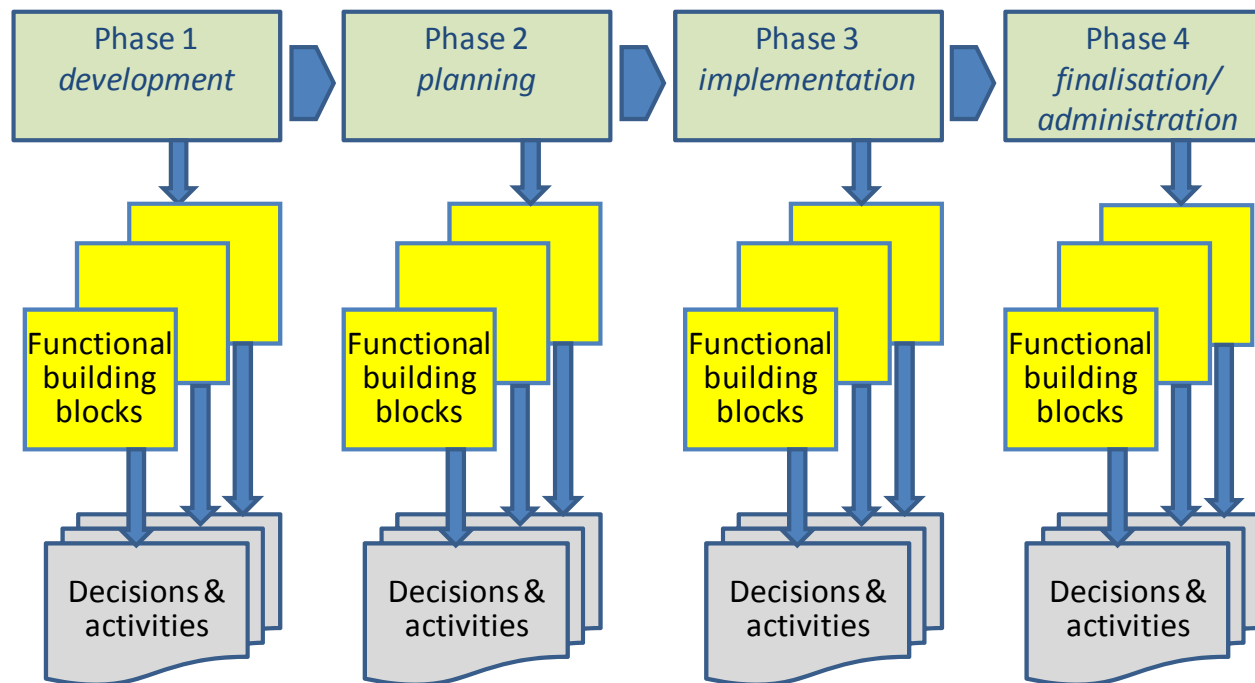 Phase 1
development
Phase 2
planning
Phase 3
implementation
Phase 4
finalisation/
administration
Functional
building
blocks
Functional
building
blocks
Functional
building
blocks
Functional
building
blocks
Decisions &
activities
Decisions &
activities
Decisions &
activities
Decisions &
activities